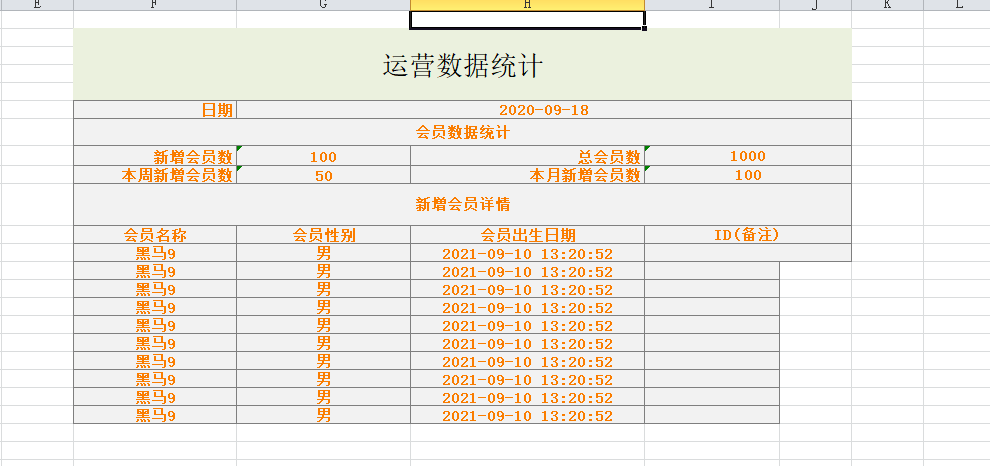 E F G H I J K L
运营数据统计
日期 2020-09-18
会员数据统计
新增会员数 100 总会员数 1000
本周新增会员数 50 本月新增会员数 100
新增会员详情
会员名称 会员性别 会员出生日期 ID(备注)
黑马9 男 2021-09-10 13:20:52
黑马9 男 2021-09-10 13:20:52
黑马9 男 2021-09-10 13:20:52
黑马9 男 2021-09-10 13:20:52
黑马9 男 2021-09-10 13:20:52
黑马9 男 2021-09-10 13:20:52
黑马9 男 2021-09-10 13:20:52
黑马9 男 2021-09-10 13:20:52
黑马9 男 2021-09-10 13:20:52
黑马9 男 2021-09-10 13:20:52